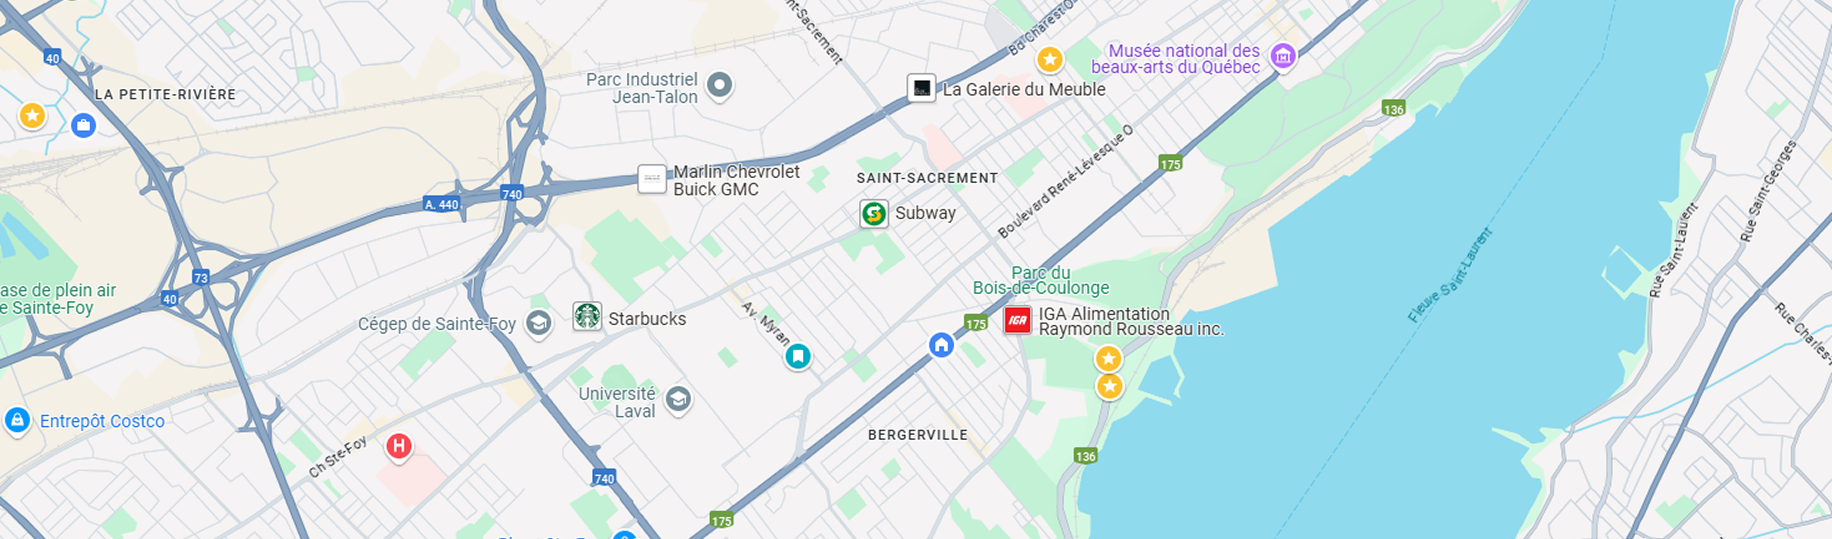 nt-Sacrement
Bd Charest O
40
LA PETITE-RIVIÈRE
Parc Industriel
Jean-Talon
La Galerie du Meuble
Musée national des
beaux-arts du Québec
136
Rue Saint-Georges
Marlin Chevrolet
Buick GMC
SAINT-SACREMENT
Boulevard René-Lévesque O
175
A. 440
740
Subway
Rue Saint-Laurent
Fleuve Saint-Laurent
73
40
ase de plein air
e Sainte-Foy
Parc du
Bois-de-Coulonge
Cégep de Sainte-Foy
Starbucks
Av. Myran
175
IGA
IGA Alimentation
Raymond Rousseau inc.
Rue Charles-
Université
Laval
Entrepôt Costco
H
Ch Ste-Foy
BERGERVILLE
136
740
175